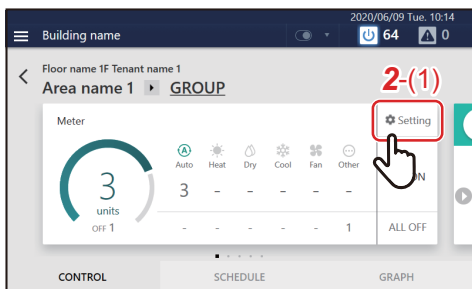 2020/06/09 Tue. 10:14
Building name
64
0
Floor name 1F Tenant name 1
Area name 1 GROUP
2-(1)
Meter
Setting
A
Auto Heat Dry Cool Fan Other
3 - - - - -
3
units
OFF 1
- - - - - 1
ALL OFF
CONTROL SCHEDULE GRAPH